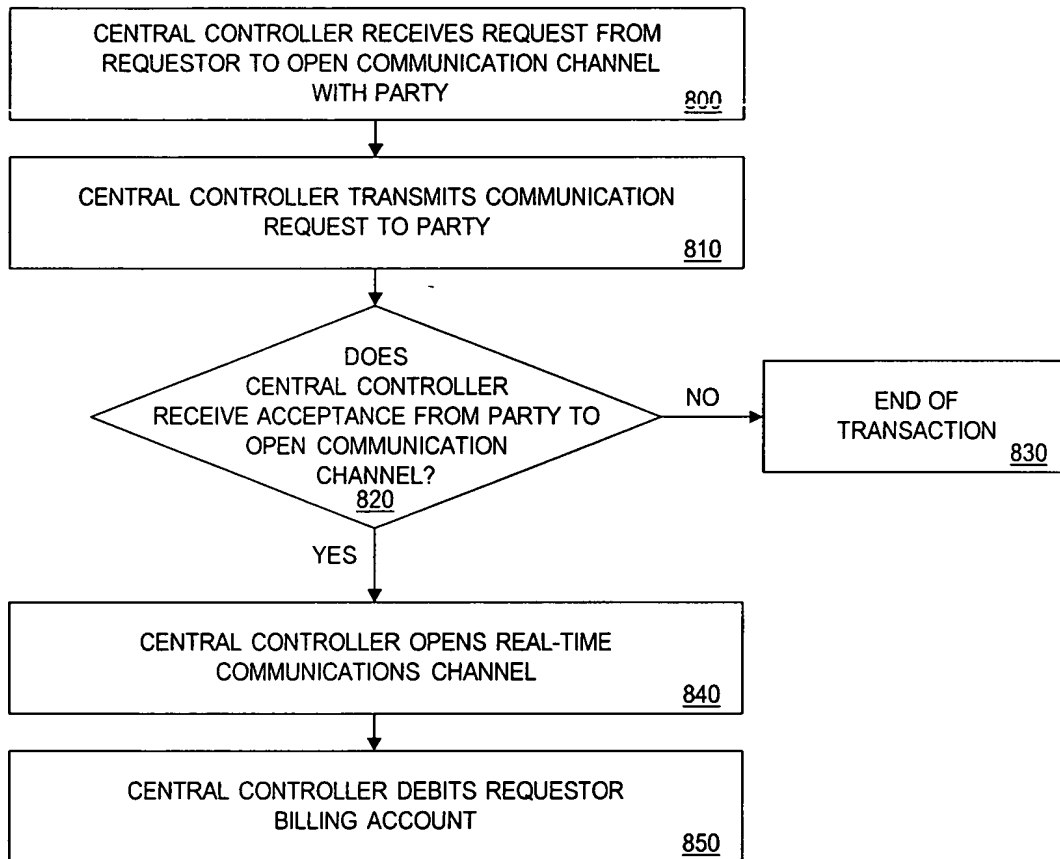 CENTRAL CONTROLLER RECEIVES REQUEST FROM
REQUESTOR TO OPEN COMMUNICATION CHANNEL
WITH PARTY
800
CENTRAL CONTROLLER TRANSMITS COMMUNICATION
REQUEST TO PARTY
810
DOES
CENTRAL CONTROLLER
RECEIVE ACCEPTANCE FROM PARTY TO
OPEN COMMUNICATION
CHANNEL?
820
NO
END OF
TRANSACTION
830
YES
CENTRAL CONTROLLER OPENS REAL-TIME
COMMUNICATIONS CHANNEL
840
CENTRAL CONTROLLER DEBITS REQUESTOR
BILLING ACCOUNT
850